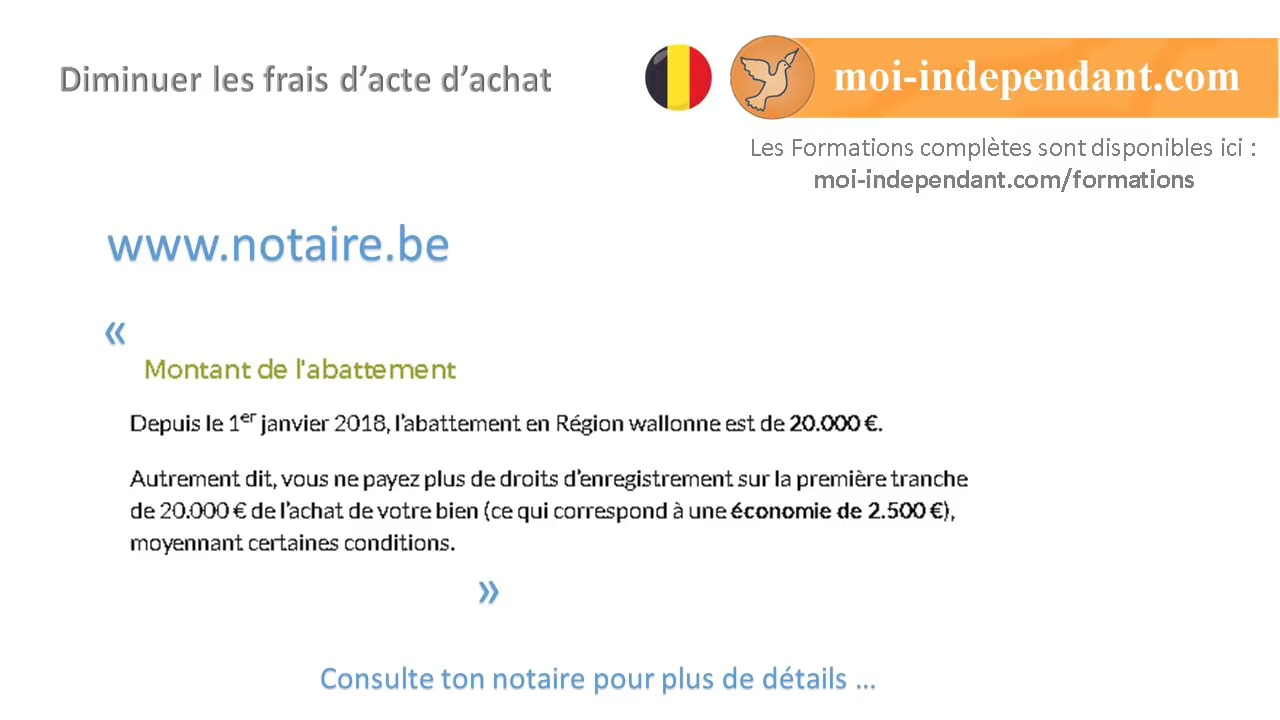 Diminuer les frais d'acte d'achat
moi-independant.com
Les Formations complètes sont disponibles ici :
moi-independant.com/formations
www.notaire.be
«
Montant de l'abattement
Depuis le 1er janvier 2018, l'abattement en Région wallonne est de 20.000 €.
Autrement dit, vous ne payez plus de droits d'enregistrement sur la première tranche
de 20.000 € de l'achat de votre bien (ce qui correspond à une économie de 2.500 €),
moyennant certaines conditions.
»
Consulte ton notaire pour plus de détails ...